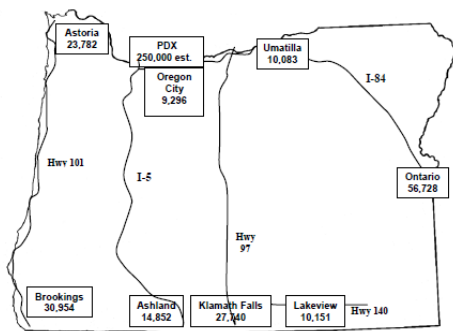 Astoria
23,782
PDX
250,000 est.
Oregon
City
9,296
Umatilla
10,083
I-84
Hwy 101
I-5
Ontario
56,728
Hwy
97
Brookings
30,954
Ashland
14,852
Klamath Falls
27,740
Lakeview
10,151
Hwy 140